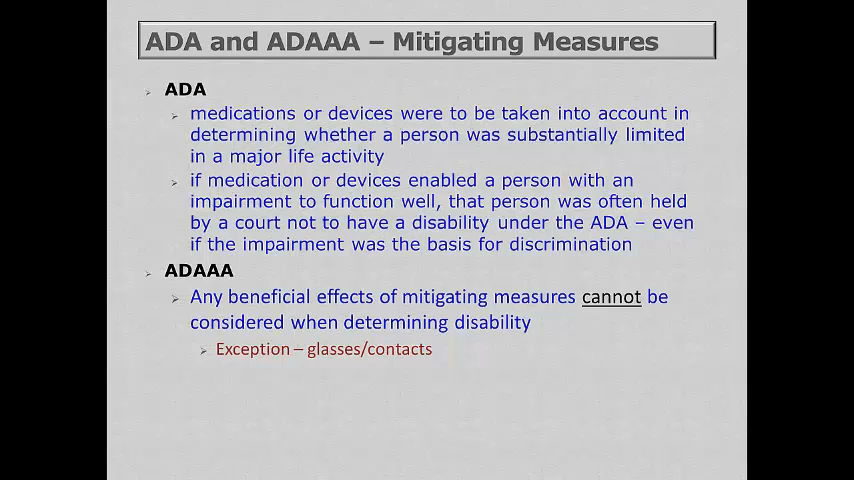 ADA and ADAAA – Mitigating Measures
ADA
medications or devices were to be taken into account in
determining whether a person was substantially limited
in a major life activity
if medication or devices enabled a person with an
impairment to function well, that person was often held
by a court not to have a disability under the ADA – even
if the impairment was the basis for discrimination
ADAAA
Any beneficial effects of mitigating measures cannot be
considered when determining disability
Exception – glasses/contacts